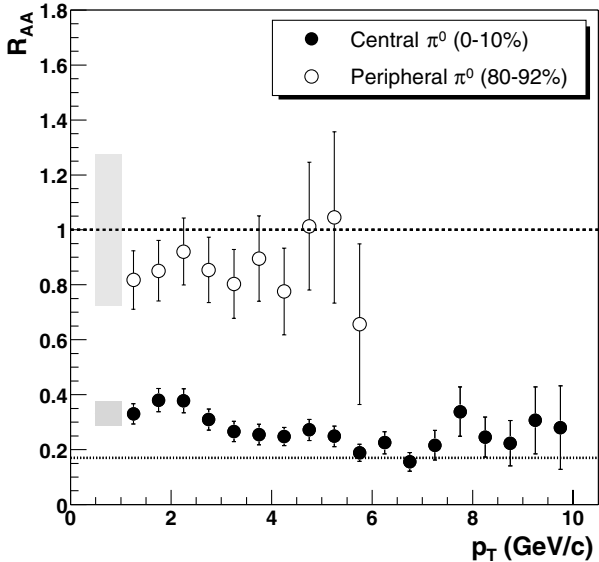 R_AA
1.8
1.6
1.4
1.2
1
0.8
0.6
0.4
0.2
0
Central π⁰ (0-10%)
Peripheral π⁰ (80-92%)
0 2 4 6 8 10
p_T (GeV/c)